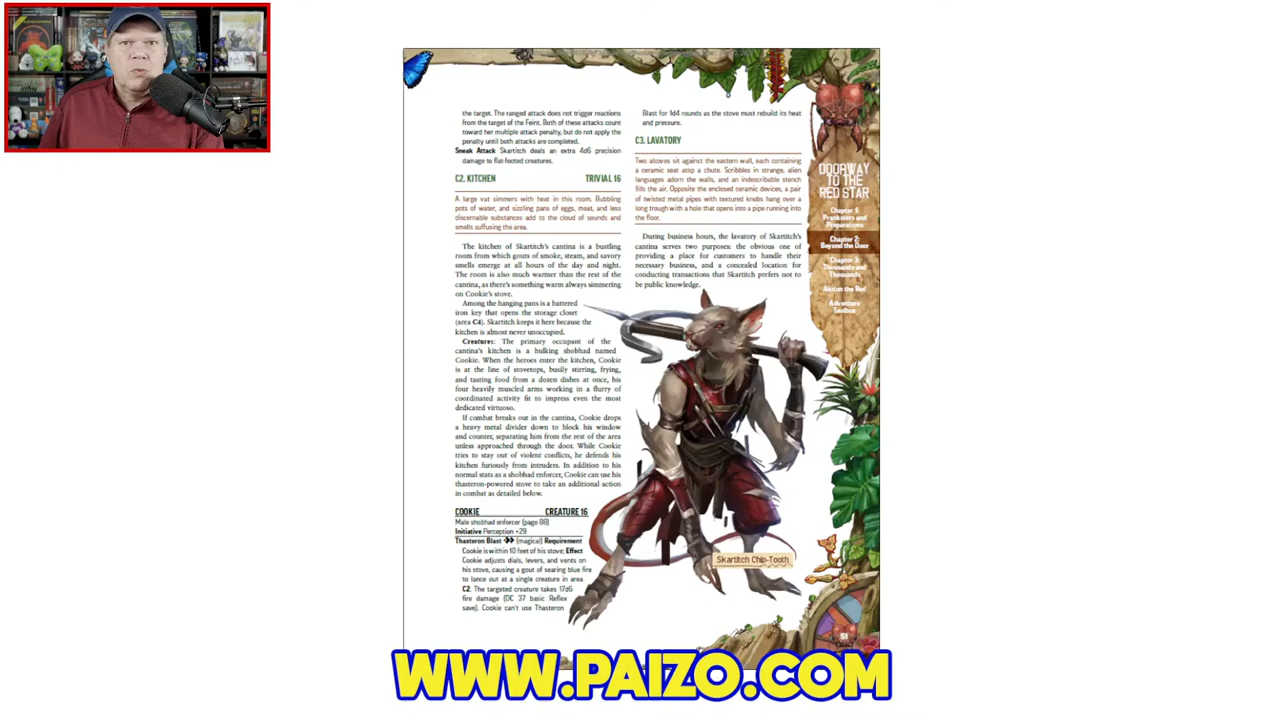 the target. The ranged attack does not trigger reactions
from the target of the Feint. Both of these attacks count
toward her multiple attack penalty, but do not apply the
penalty until both attacks are completed.
Sneak Attack Skartitch deals an extra 4d6 precision
damage to flat-footed creatures.
C2. KITCHEN TRIVIAL 16
A large vat simmers with heat in this room. Bubbling
pots of water, and sizzling pans of eggs, meat, and less
discernable substances add to the cloud of sounds and
smells suffusing the area.
The kitchen of Skartitch's cantina is a bustling
room from which gouts of smoke, steam, and savory
smells emerge at all hours of the day and night.
The room is also much warmer than the rest of the
cantina, as there's something warm always simmering
on Cookie's stove.
Among the hanging pans is a battered
iron key that opens the storage closet
(area C4). Skartitch keeps it here because the
kitchen is almost never unoccupied.
Creatures: The primary occupant of the
cantina's kitchen is a hulking shobhad named
Cookie. When the heroes enter the kitchen, Cookie
is at the line of stovetops, busily stirring, frying,
and tasting food from a dozen dishes at once, his
four heavily muscled arms working in a flurry of
coordinated activity fit to impress even the most
dedicated virtuoso.
If combat breaks out in the cantina, Cookie drops
a heavy metal divider down to block his window
and counter, separating him from the rest of the area
unless approached through the door. While Cookie
tries to stay out of violent conflicts, he defends his
kitchen furiously from intruders. In addition to his
normal stats as a shobhad enforcer, Cookie can use his
thasteron-powered stove to take an additional action
in combat as detailed below.
COOKIE CREATURE 16
Male shobhad enforcer (page 88)
Initiative Perception +29
Thasteron Blast (magical) Requirement
Cookie is within 10 feet of his stove; Effect
Cookie adjusts dials, levers, and vents on
his stove, causing a gout of searing blue fire
to lance out at a single creature in area
C2. The targeted creature takes 17d6
fire damage (DC 37 basic Reflex
save). Cookie can't use Thasteron
Blast for 1d4 rounds as the stove must rebuild its heat
and pressure.
C3. LAVATORY
Two alcoves sit against the eastern wall, each containing
a ceramic seat atop a chute. Scribbles in strange, alien
languages adorn the walls, and an indescribable stench
fills the air. Opposite the enclosed ceramic devices, a pair
of twisted metal pipes with textured knobs hang over a
long trough with a hole that opens into a pipe running into
the floor.
During business hours, the lavatory of Skartitch's
cantina serves two purposes: the obvious one of
providing a place for customers to handle their
necessary business, and a concealed location for
conducting transactions that Skartitch prefers not to
be public knowledge.
Skartitch Chip-Tooth
DOORWAY
TO THE
RED STAR
Chapter 1:
Pranksters and
Preparations
Chapter 2:
Beyond the Door
Chapter 3:
Thousands and
Thousands
Akiton the Red
Adventure
Toolbox
51
WWW.PAIZO.COM